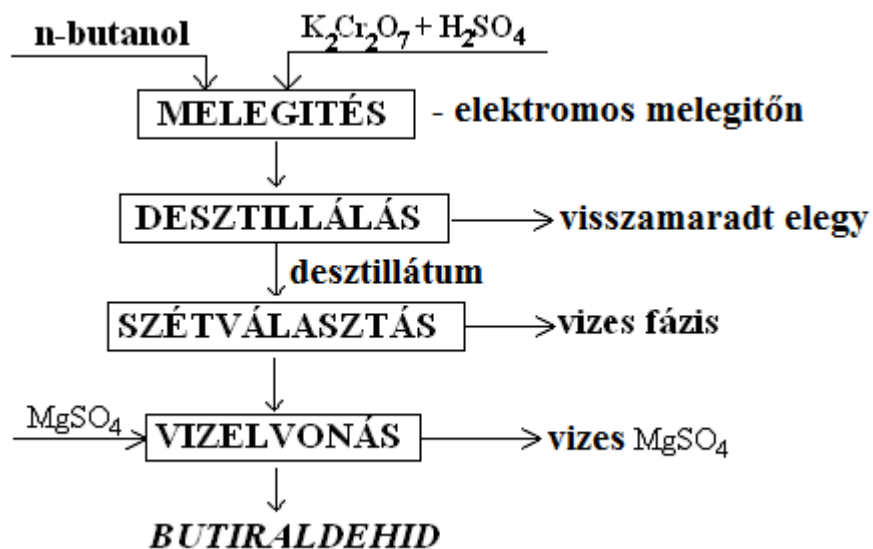 n-butanol K₂Cr₂O₇ + H₂SO₄
MELEGITÉS - elektromos melegitőn
DESZTILLÁLÁS visszamaradt elegy
desztillátum
SZÉTVÁLASZTÁS vizes fázis
MgSO₄ VIZELVONÁS vizes MgSO₄
BUTIRALDEHID